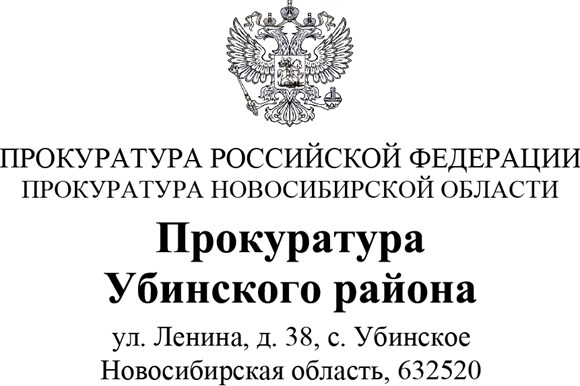 ПРОКУРАТУРА РОССИЙСКОЙ ФЕДЕРАЦИИ
ПРОКУРАТУРА НОВОСИБИРСКОЙ ОБЛАСТИ
Прокуратура
Убинского района
ул. Ленина, д. 38, с. Убинское
Новосибирская область, 632520